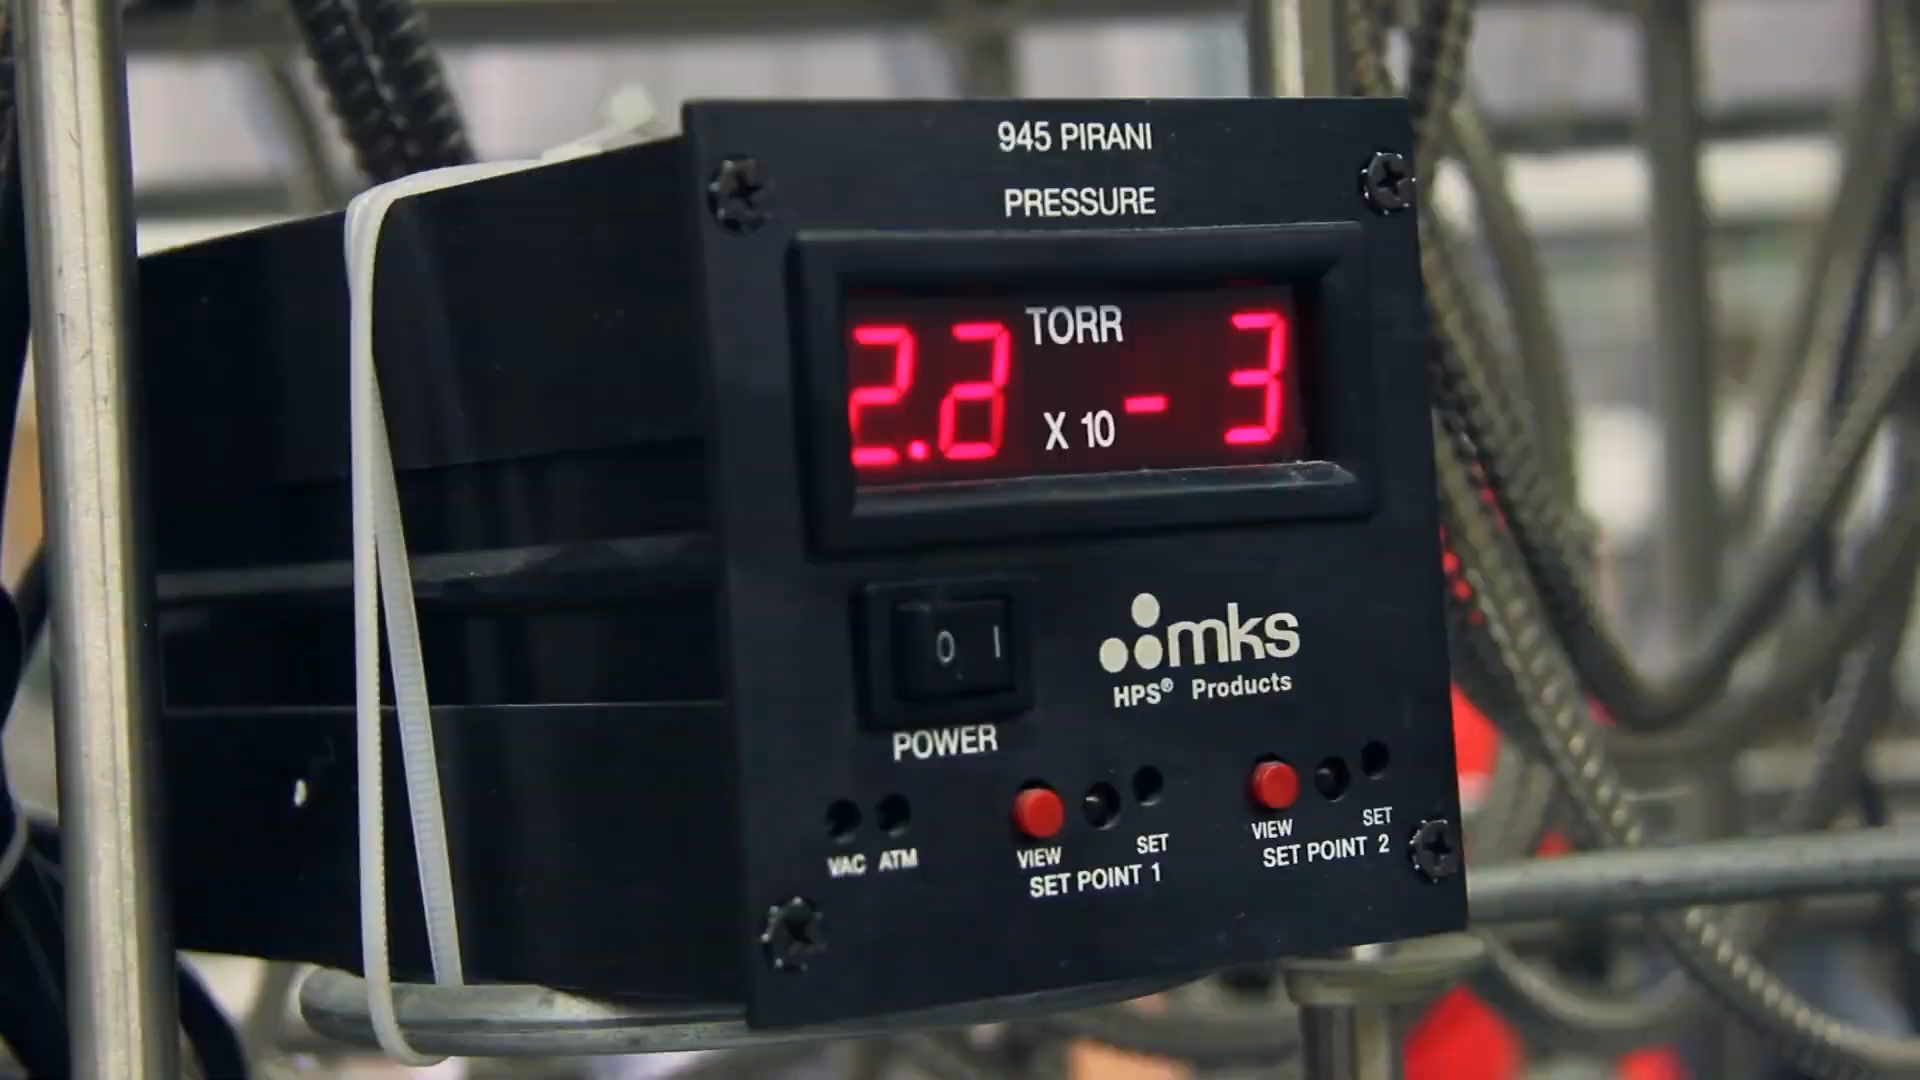 945 PIRANI
PRESSURE
TORR
2.2 X 10 - 3
0 I
mks
HPS® Products
POWER
VAC ATM
VIEW SET
SET POINT 1
VIEW SET
SET POINT 2